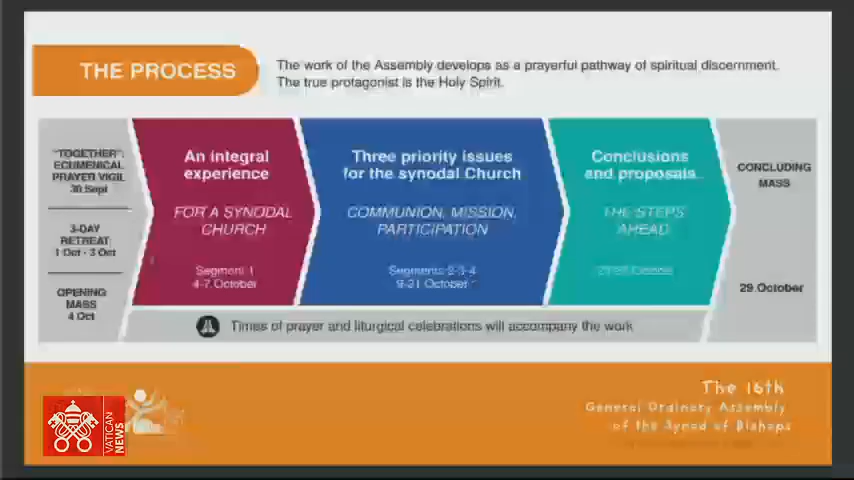 THE PROCESS
The work of the Assembly develops as a prayerful pathway of spiritual discernment.
The true protagonist is the Holy Spirit.
"TOGETHER":
ECUMENICAL
PRAYER VIGIL
30 Sept
3-DAY
RETREAT
1 Oct - 3 Oct
OPENING
MASS
4 Oct
An integral
experience
FOR A SYNODAL
CHURCH
Segment 1
4-7 October
Three priority issues
for the synodal Church
COMMUNION, MISSION,
PARTICIPATION
Segments 2-3-4
9-21 October
Conclusions
and proposals
THE STEPS
AHEAD
October
CONCLUDING
MASS
29 October
Times of prayer and liturgical celebrations will accompany the work
The 16th
General Ordinary Assembly
of the Synod of Bishops
VATICAN
NEWS